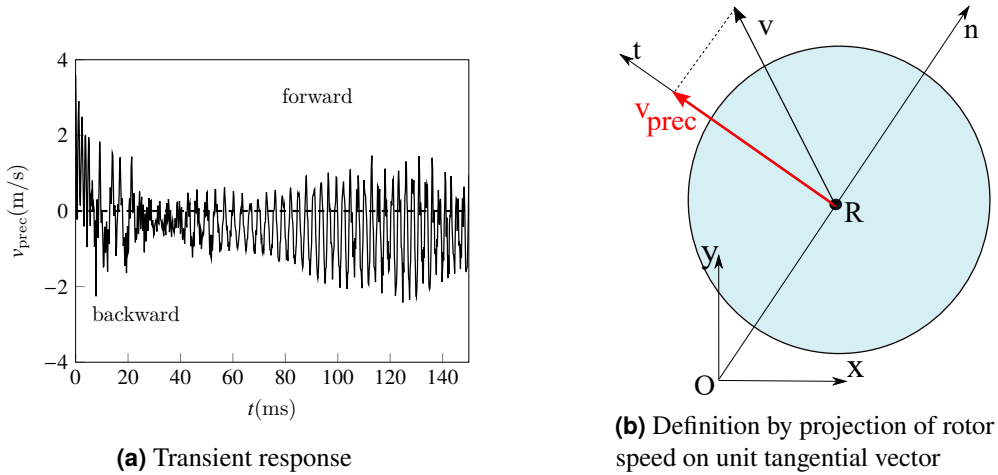 4
2
0
−2
−4
v_prec(m/s)
forward
backward
0 20 40 60 80 100 120 140
t(ms)
(a) Transient response
t
v
n
v_prec
R
y
O
x
(b) Definition by projection of rotor
speed on unit tangential vector